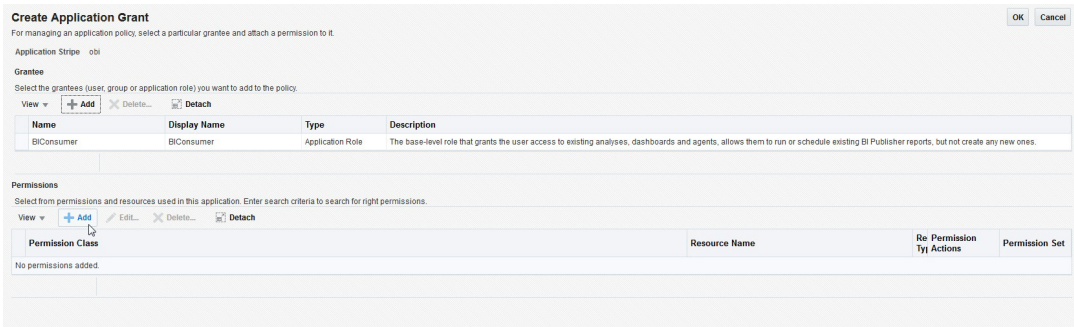 Create Application Grant
OK Cancel
For managing an application policy, select a particular grantee and attach a permission to it.
Application Stripe obi
Grantee
Select the grantees (user, group or application role) you want to add to the policy.
View Add Delete... Detach
Name Display Name Type Description
BIConsumer BIConsumer Application Role The base-level role that grants the user access to existing analyses, dashboards and agents, allows them to run or schedule existing BI Publisher reports, but not create any new ones.
Permissions
Select from permissions and resources used in this application. Enter search criteria to search for right permissions.
View Add Edit... Delete... Detach
Permission Class Resource Name Re Typ Permission Actions Permission Set
No permissions added.